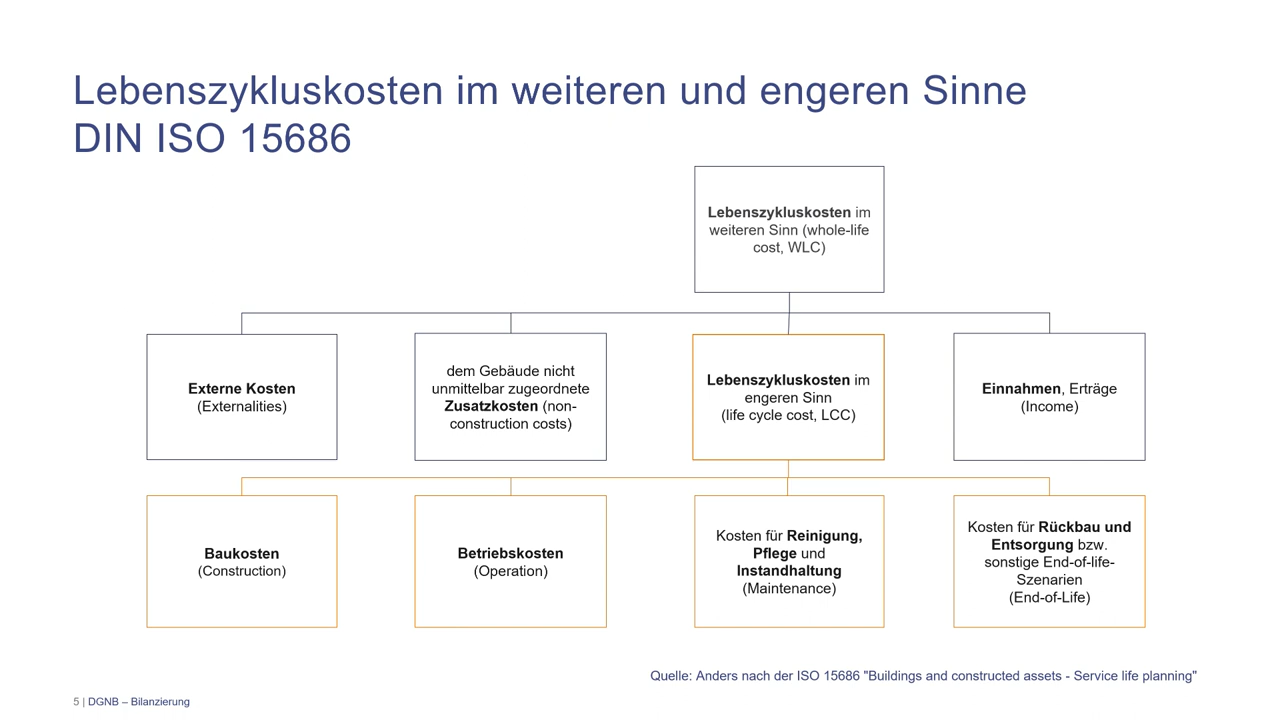 Lebenszykluskosten im weiteren und engeren Sinne
DIN ISO 15686
Lebenszykluskosten im
weiteren Sinn (whole-life
cost, WLC)
Externe Kosten
(Externalities)
dem Gebäude nicht
unmittelbar zugeordnete
Zusatzkosten (non-
construction costs)
Lebenszykluskosten im
engeren Sinn
(life cycle cost, LCC)
Einnahmen, Erträge
(Income)
Baukosten
(Construction)
Betriebskosten
(Operation)
Kosten für Reinigung,
Pflege und
Instandhaltung
(Maintenance)
Kosten für Rückbau und
Entsorgung bzw.
sonstige End-of-life-
Szenarien
(End-of-Life)
Quelle: Anders nach der ISO 15686 "Buildings and constructed assets - Service life planning"
5 | DGNB – Bilanzierung